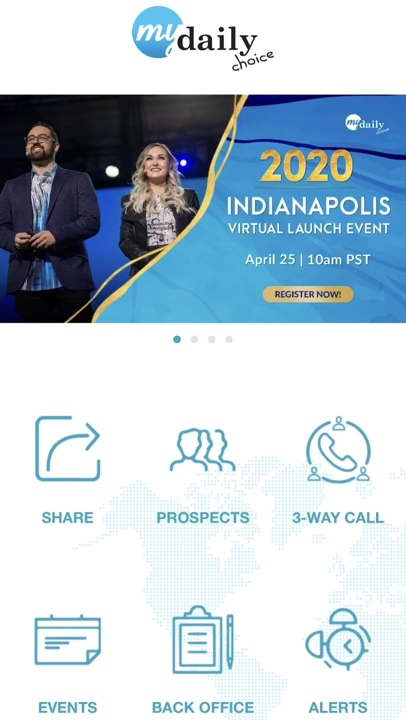 my daily
choice
my daily
choice
2020
INDIANAPOLIS
VIRTUAL LAUNCH EVENT
April 25 | 10am PST
REGISTER NOW!
SHARE
PROSPECTS
3-WAY CALL
EVENTS
BACK OFFICE
ALERTS